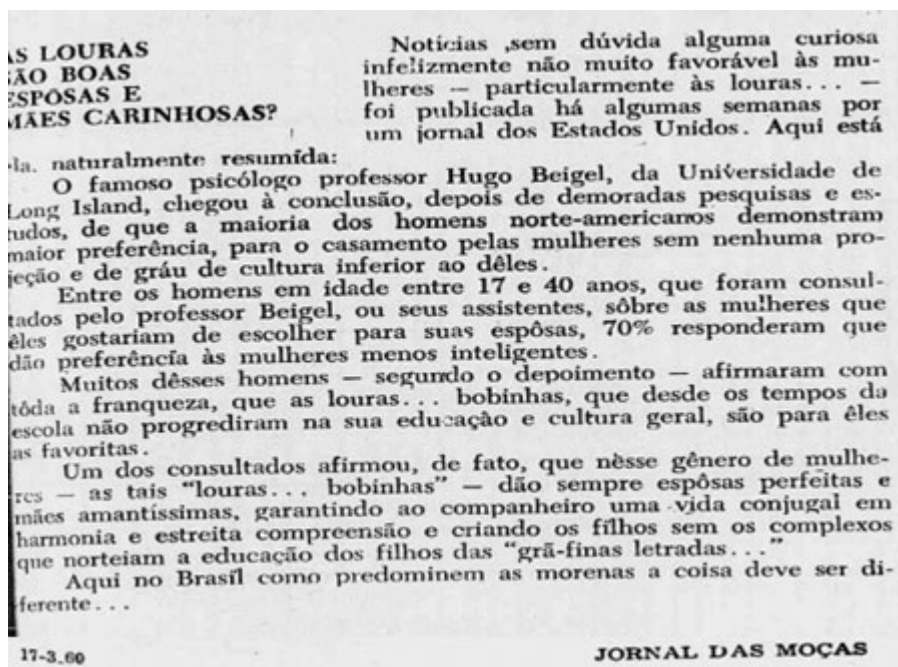 AS LOURAS
SÃO BOAS
ESPÔSAS E
MÃES CARINHOSAS?
Noticias ,sem dúvida alguma curiosa
infelizmente não muito favorável às mu-
lheres — particularmente às louras... —
foi publicada há algumas semanas por
um jornal dos Estados Unidos. Aqui está
ela. naturalmente resumida:
O famoso psicólogo professor Hugo Beigel, da Universidade de
Long Island, chegou à conclusão, depois de demoradas pesquisas e es-
tudos, de que a maioria dos homens norte-americanos demonstram
maior preferência, para o casamento pelas mulheres sem nenhuma pro-
jeção e de gráu de cultura inferior ao dêles.
Entre os homens em idade entre 17 e 40 anos, que foram consul-
tados pelo professor Beigel, ou seus assistentes, sôbre as mulheres que
êles gostariam de escolher para suas espôsas, 70% responderam que
dão preferência às mulheres menos inteligentes.
Muitos dêsses homens — segundo o depoimento — afirmaram com
tôda a franqueza, que as louras... bobinhas, que desde os tempos da
escola não progrediram na sua educação e cultura geral, são para êles
as favoritas.
Um dos consultados afirmou, de fato, que nèsse gênero de mulhe-
res — as tais "louras... bobinhas" — dão sempre espôsas perfeitas e
mães amantíssimas, garantindo ao companheiro uma vida conjugal em
harmonia e estreita compreensão e criando os filhos sem os complexos
que norteiam a educação dos filhos das "grã-finas letradas..."
Aqui no Brasil como predominem as morenas a coisa deve ser di-
ferente...
17-3.60
JORNAL DAS MOÇAS